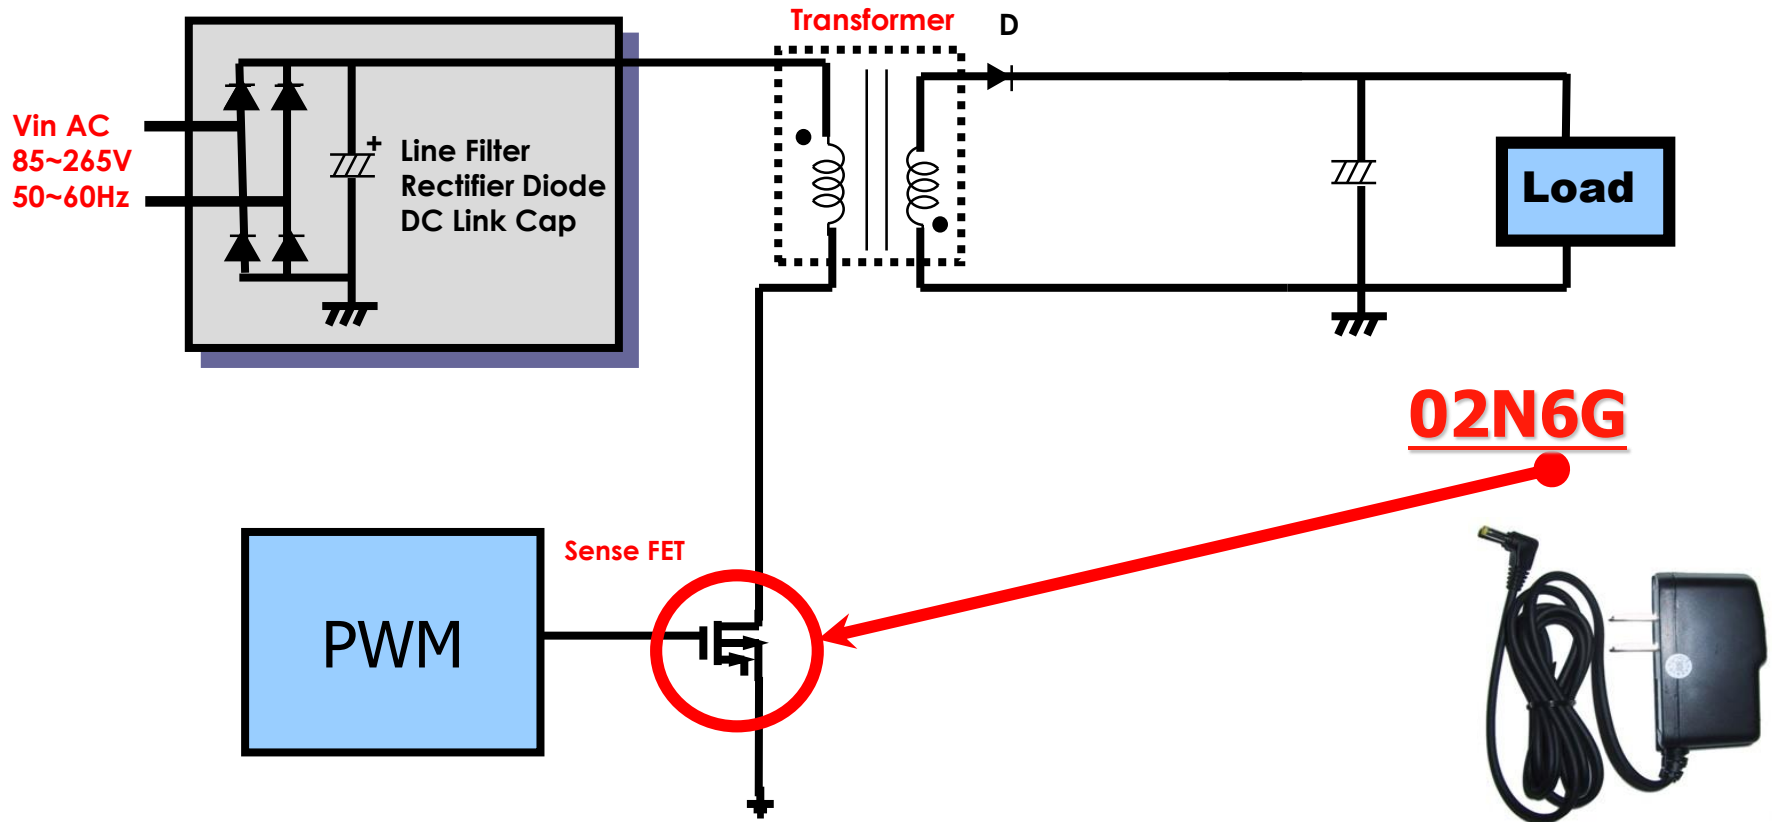 Transformer
D
Vin AC
85~265V
50~60Hz
+
Line Filter
Rectifier Diode
DC Link Cap
Load
02N6G
Sense FET
PWM